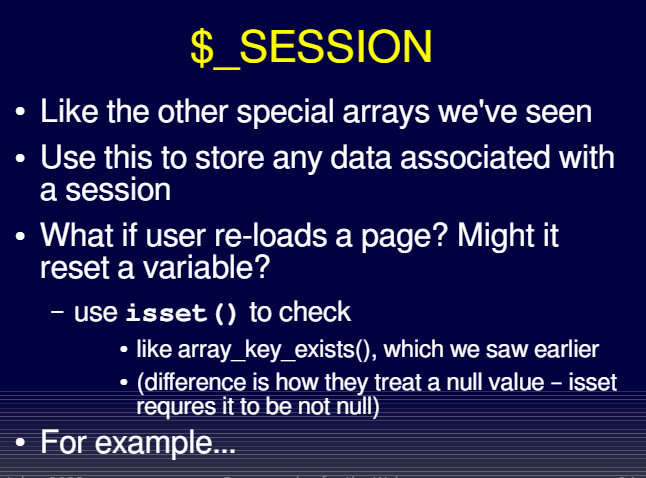 $_SESSION
• Like the other special arrays we've seen
• Use this to store any data associated with
a session
• What if user re-loads a page? Might it
reset a variable?
– use isset() to check
• like array_key_exists(), which we saw earlier
• (difference is how they treat a null value – isset
requres it to be not null)
• For example...